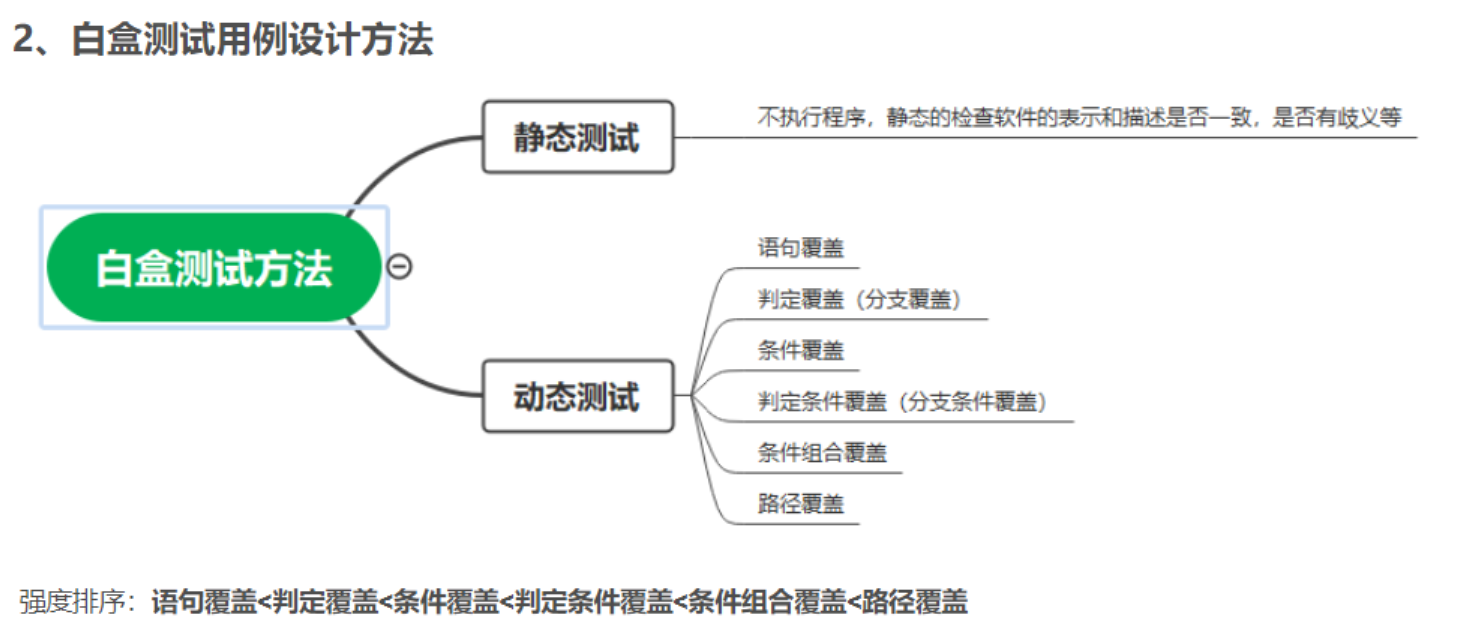 2、白盒测试用例设计方法
静态测试
不执行程序，静态的检查软件的表示和描述是否一致，是否有歧义等
白盒测试方法
语句覆盖
判定覆盖（分支覆盖）
条件覆盖
动态测试
判定条件覆盖（分支条件覆盖）
条件组合覆盖
路径覆盖
强度排序：语句覆盖<判定覆盖<条件覆盖<判定条件覆盖<条件组合覆盖<路径覆盖